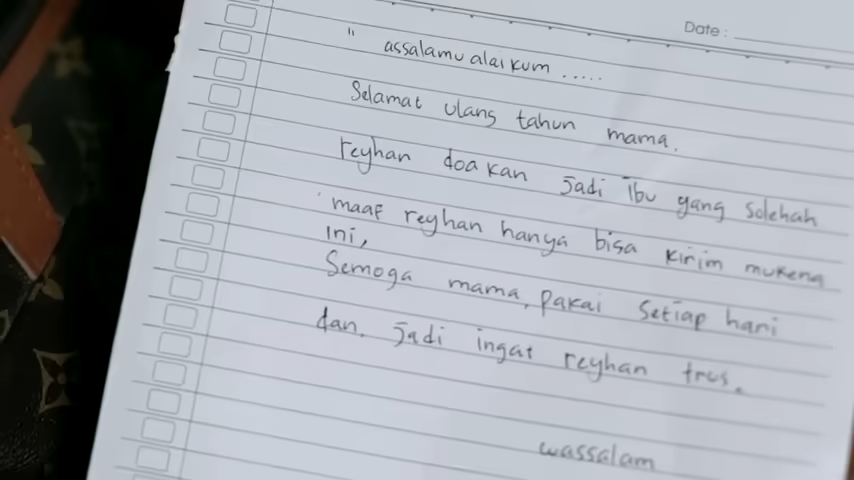 Date :
" assalamu alaikum .....
Selamat ulang tahun mama.
reyhan doakan jadi ibu yang solehah
maaf reyhan hanya bisa kirim mukena
ini,
Semoga mama, pakai setiap hari
dan. jadi ingat reyhan trus.
wassalam